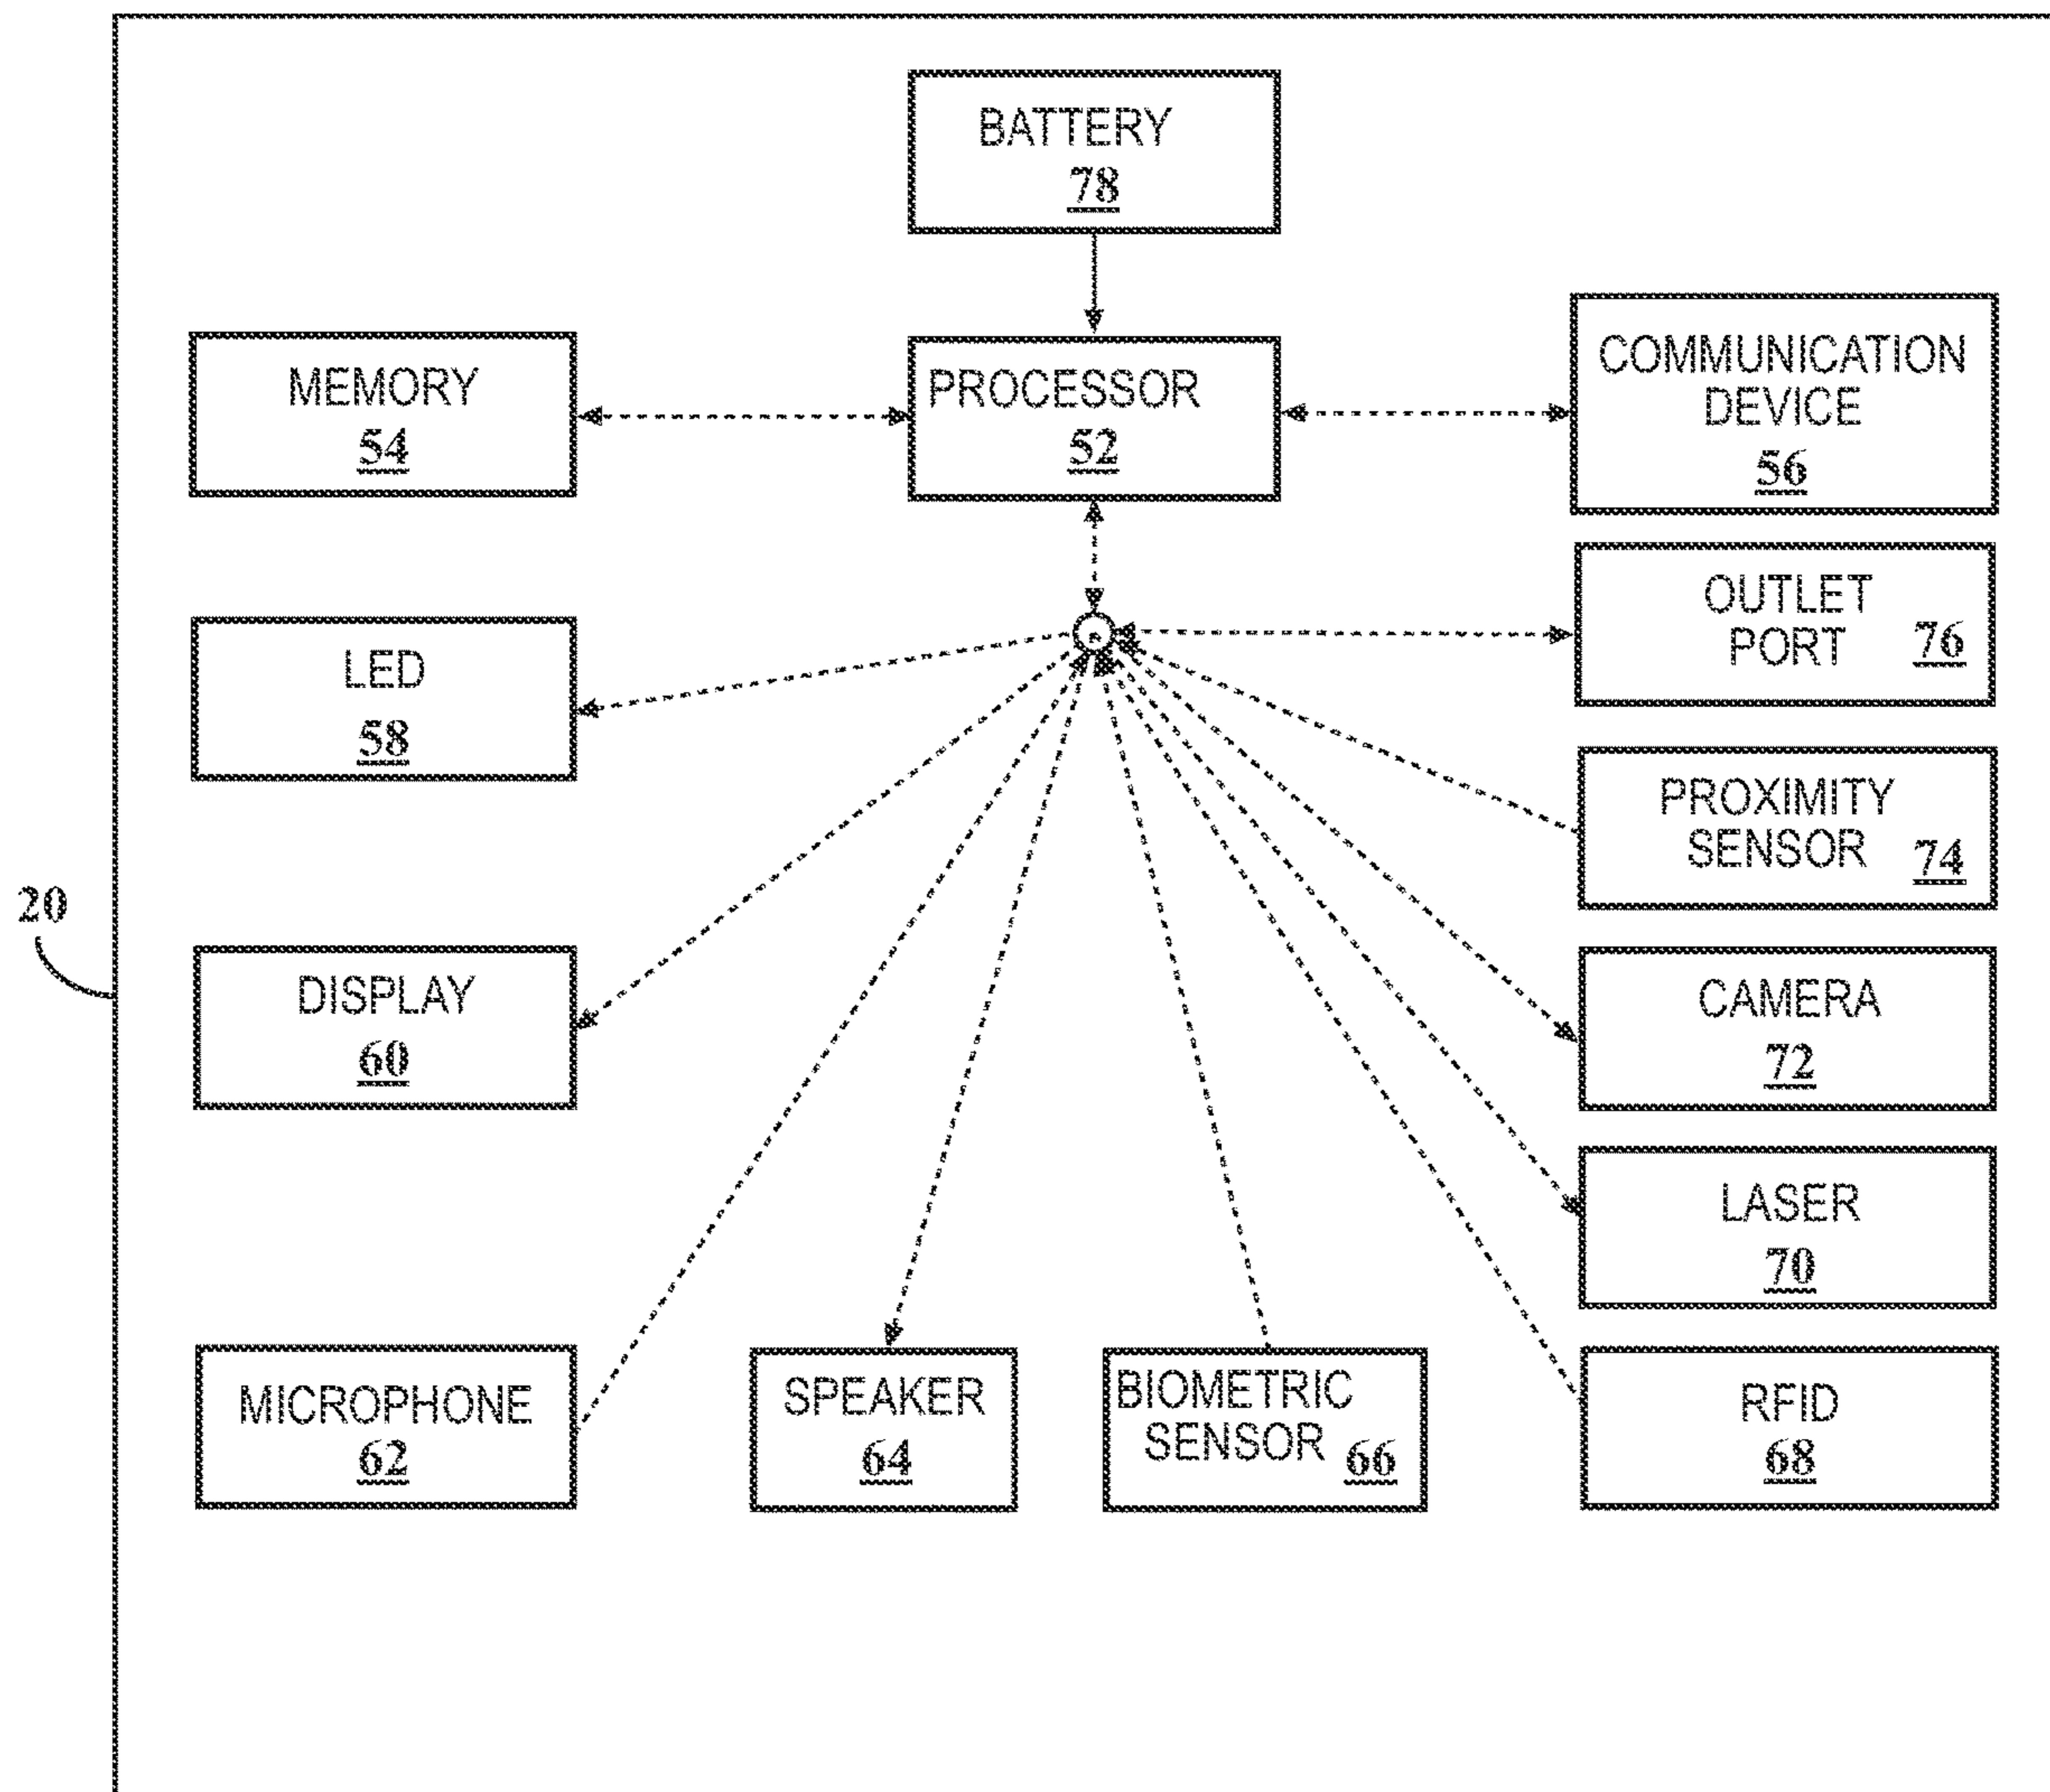 BATTERY
78
MEMORY
54
PROCESSOR
52
COMMUNICATION
DEVICE
56
OUTLET
PORT 76
LED
58
PROXIMITY
SENSOR 74
20
DISPLAY
60
CAMERA
72
LASER
70
MICROPHONE
62
SPEAKER
64
BIOMETRIC
SENSOR 66
RFID
68